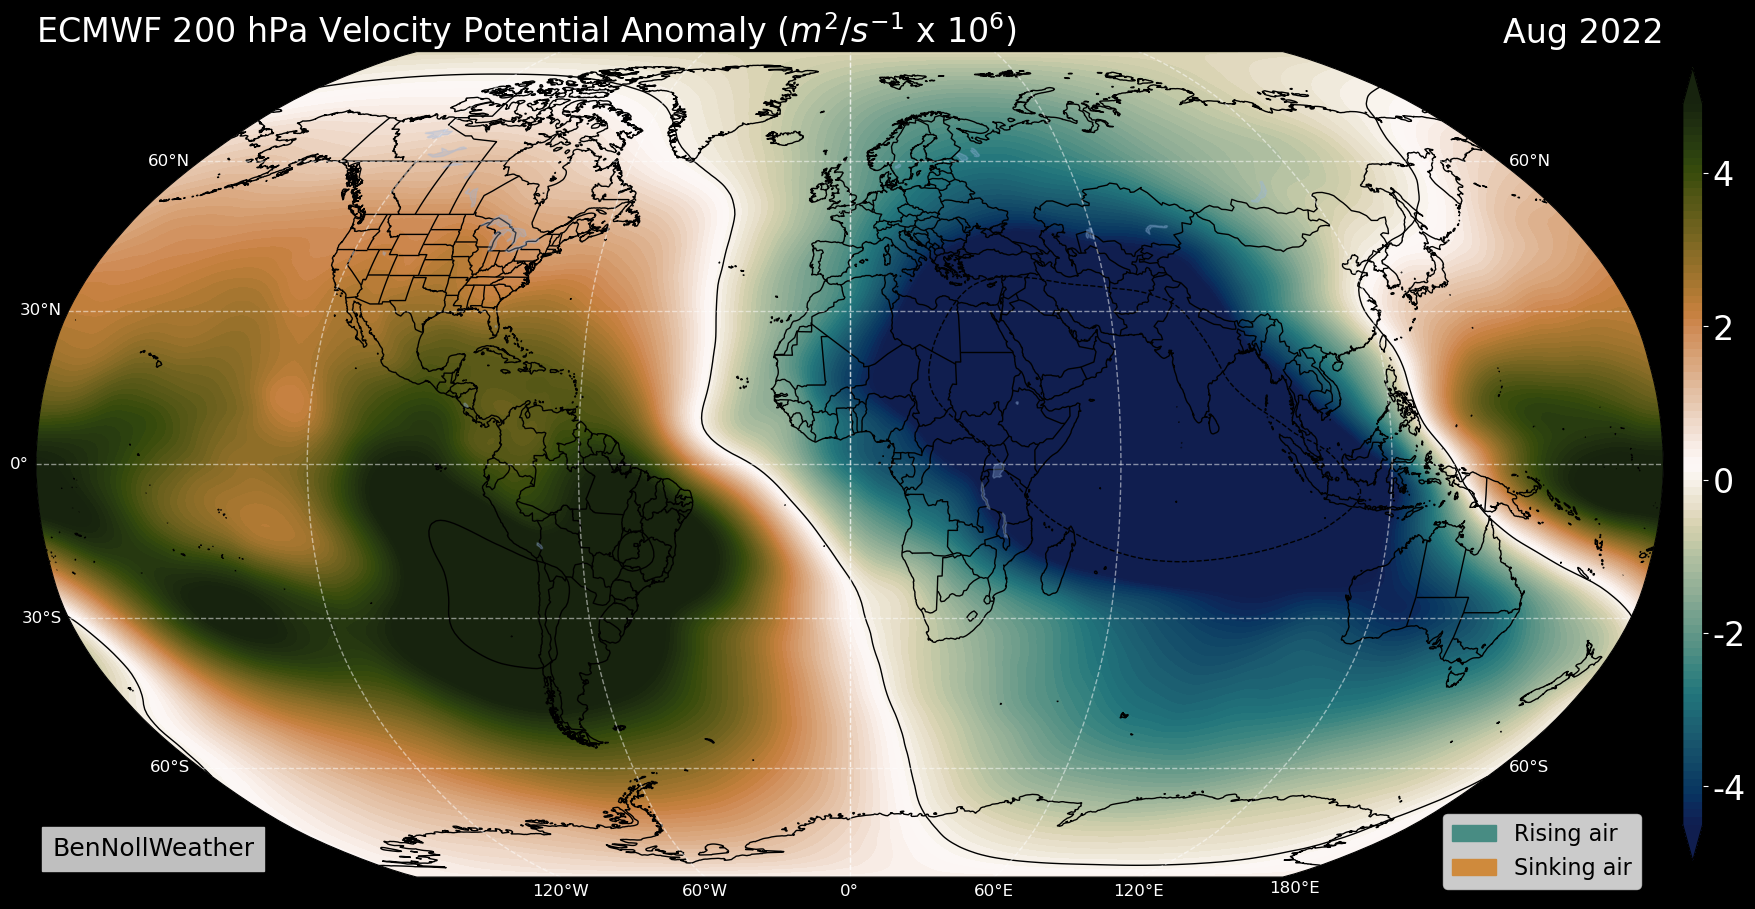 ECMWF 200 hPa Velocity Potential Anomaly (m²/s⁻¹ x 10⁶)
Aug 2022
60°N
60°N
4
2
30°N
0°
0
30°S
-2
60°S
60°S
-4
BenNollWeather
Rising air
Sinking air
120°W
60°W
0°
60°E
120°E
180°E